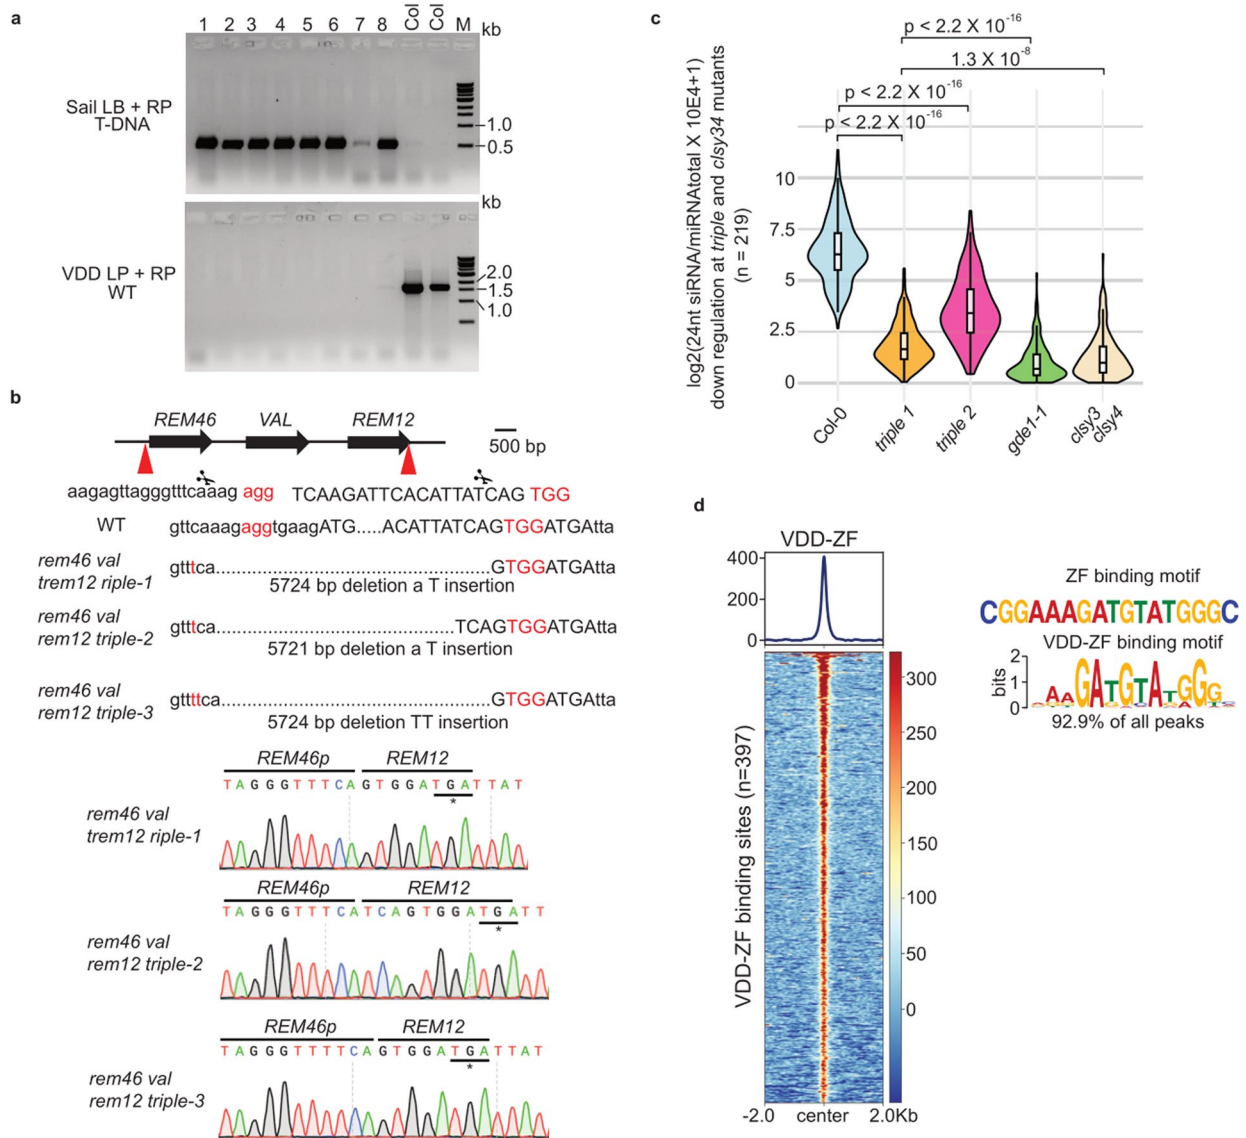 a
1 2 3 4 5 6 7 8 Col Col M
kb
Sail LB + RP
T-DNA
1.0
0.5
kb
VDD LP + RP
WT
2.0
1.5
1.0
b
REM46 VAL REM12
500 bp
aagagttagggtttcaaaag agg TCAAGATTCACATTATCAG TGG
WT gttcaaagaggtgaagATG.....ACATTATCAGTGGATGAtta
rem46 val
trem12 riple-1
gtttca................................................GTGGATGAtta
5724 bp deletion a T insertion
rem46 val
rem12 triple-2
gtttca..........................................TCAGTGGATGAtta
5721 bp deletion a T insertion
rem46 val
rem12 triple-3
gttttca...............................................GTGGATGAtta
5724 bp deletion TT insertion
REM46p REM12
TAGGGTTTCAGTGGATGATTAT
*
rem46 val
trem12 riple-1
REM46p REM12
TAGGGTTTCATCAGTGGATGATT
*
rem46 val
rem12 triple-2
REM46p REM12
TAGGGTTTTCAGTGGATGATTAT
*
rem46 val
rem12 triple-3
c
p < 2.2 X 10-16
1.3 X 10-8
p < 2.2 X 10-16
p < 2.2 X 10-16
log2(24nt siRNA/miRNAtotal X 10E4+1)
down regulation at triple and clsy34 mutants
(n = 219)
10
7.5
5
2.5
0
Col-0
triple 1
triple 2
gde1-1
clsy3
clsy4
d
VDD-ZF
400
200
0
VDD-ZF binding sites (n=397)
300
250
200
150
100
50
0
-2.0 center 2.0Kb
ZF binding motif
CGGAAAGATGTATGGGC
VDD-ZF binding motif
bits
2
1
0
AAGATGTATGGG
92.9% of all peaks